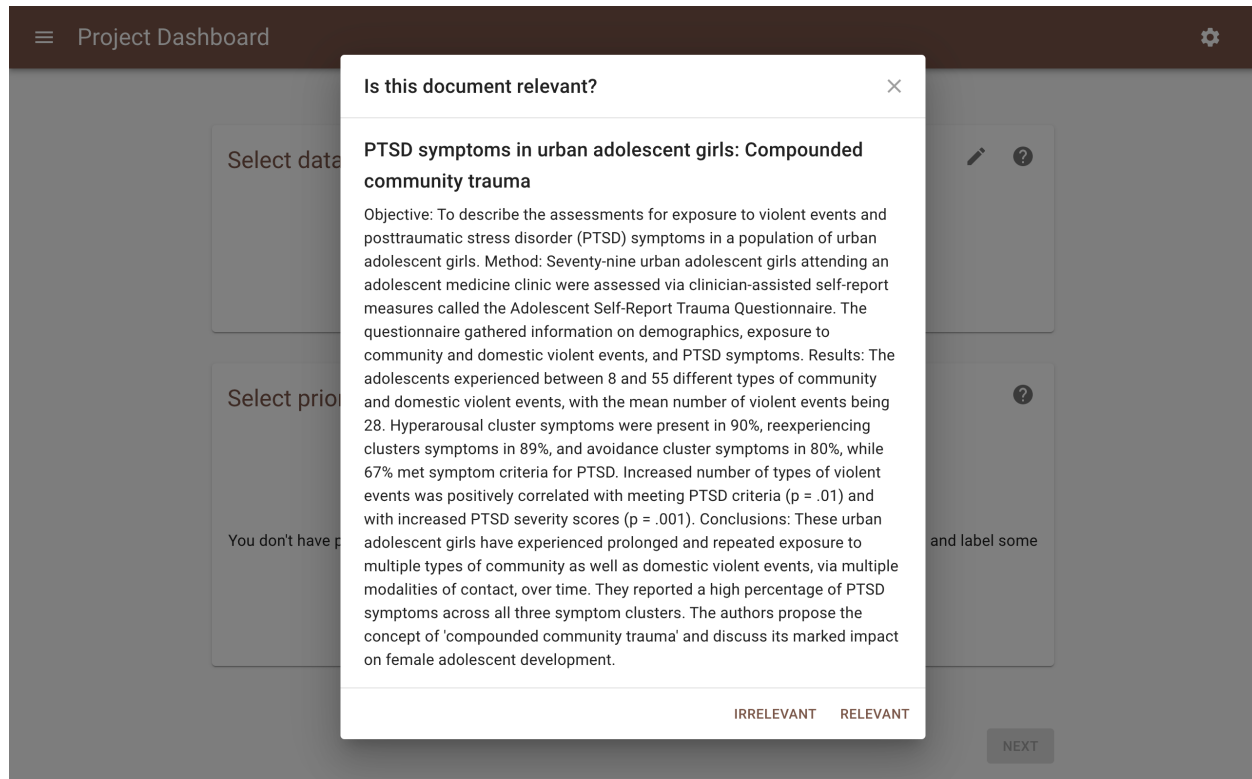 Project Dashboard
Is this document relevant?
Select data
PTSD symptoms in urban adolescent girls: Compounded
community trauma
Objective: To describe the assessments for exposure to violent events and
posttraumatic stress disorder (PTSD) symptoms in a population of urban
adolescent girls. Method: Seventy-nine urban adolescent girls attending an
adolescent medicine clinic were assessed via clinician-assisted self-report
measures called the Adolescent Self-Report Trauma Questionnaire. The
questionnaire gathered information on demographics, exposure to
community and domestic violent events, and PTSD symptoms. Results: The
adolescents experienced between 8 and 55 different types of community
and domestic violent events, with the mean number of violent events being
28. Hyperarousal cluster symptoms were present in 90%, reexperiencing
clusters symptoms in 89%, and avoidance cluster symptoms in 80%, while
67% met symptom criteria for PTSD. Increased number of types of violent
events was positively correlated with meeting PTSD criteria (p = .01) and
with increased PTSD severity scores (p = .001). Conclusions: These urban
adolescent girls have experienced prolonged and repeated exposure to
multiple types of community as well as domestic violent events, via multiple
modalities of contact, over time. They reported a high percentage of PTSD
symptoms across all three symptom clusters. The authors propose the
concept of 'compounded community trauma' and discuss its marked impact
on female adolescent development.
Select prior
You don't have p
and label some
IRRELEVANT RELEVANT
NEXT